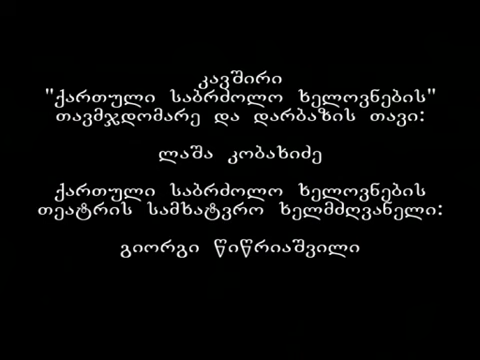 კავშირი
"ქართული საბრძოლო ხელოვნების"
თავმჯდომარე და დარბაზის თავი:
ლაშა კობახიძე
ქართული საბრძოლო ხელოვნების
თეატრის სამხატვრო ხელმძღვანელი:
გიორგი წიწრიაშვილი